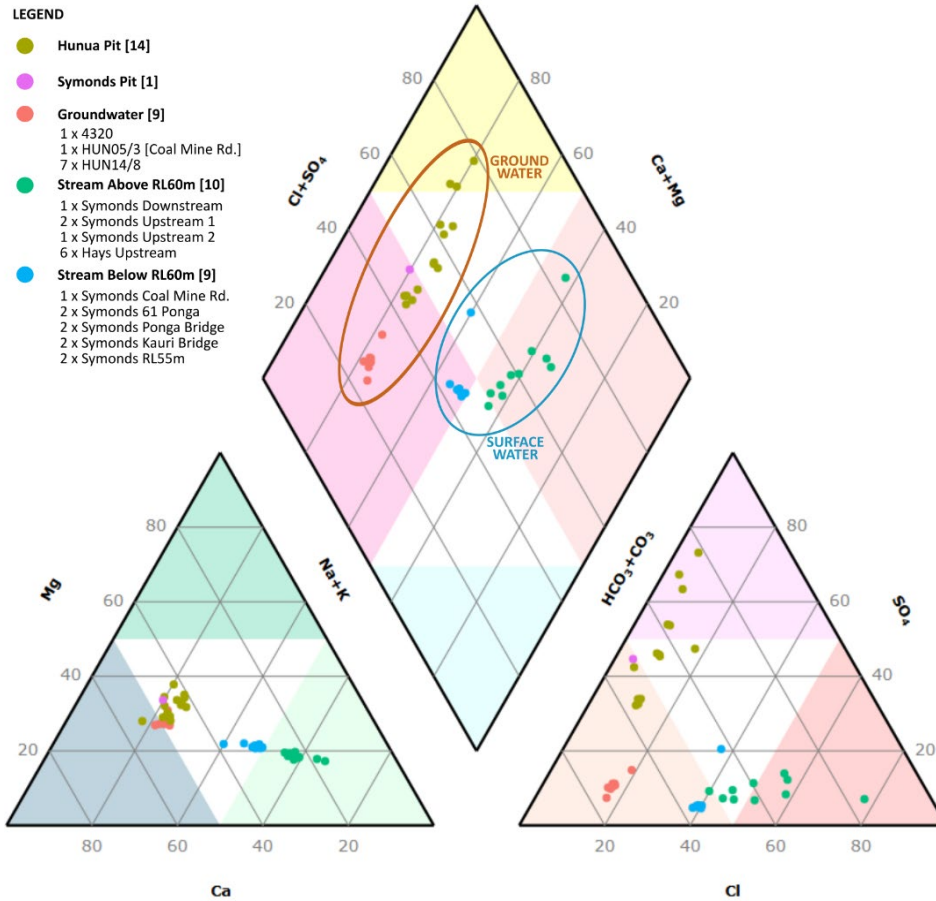 LEGEND
Hunua Pit [14]
Symonds Pit [1]
Groundwater [9]
1 x 4320
1 x HUN05/3 [Coal Mine Rd.]
7 x HUN14/8
Stream Above RL60m [10]
1 x Symonds Downstream
2 x Symonds Upstream 1
1 x Symonds Upstream 2
6 x Hays Upstream
Stream Below RL60m [9]
1 x Symonds Coal Mine Rd.
2 x Symonds 61 Ponga
2 x Symonds Ponga Bridge
2 x Symonds Kauri Bridge
2 x Symonds RL55m
80 80
60 60
40 40
20 20
Cl+SO₄
Ca+Mg
GROUND
WATER
SURFACE
WATER
80
60
40
20
Mg
Na+K
80 60 40 20
Ca
80
60
40
20
HCO₃+CO₃
SO₄
20 40 60 80
Cl